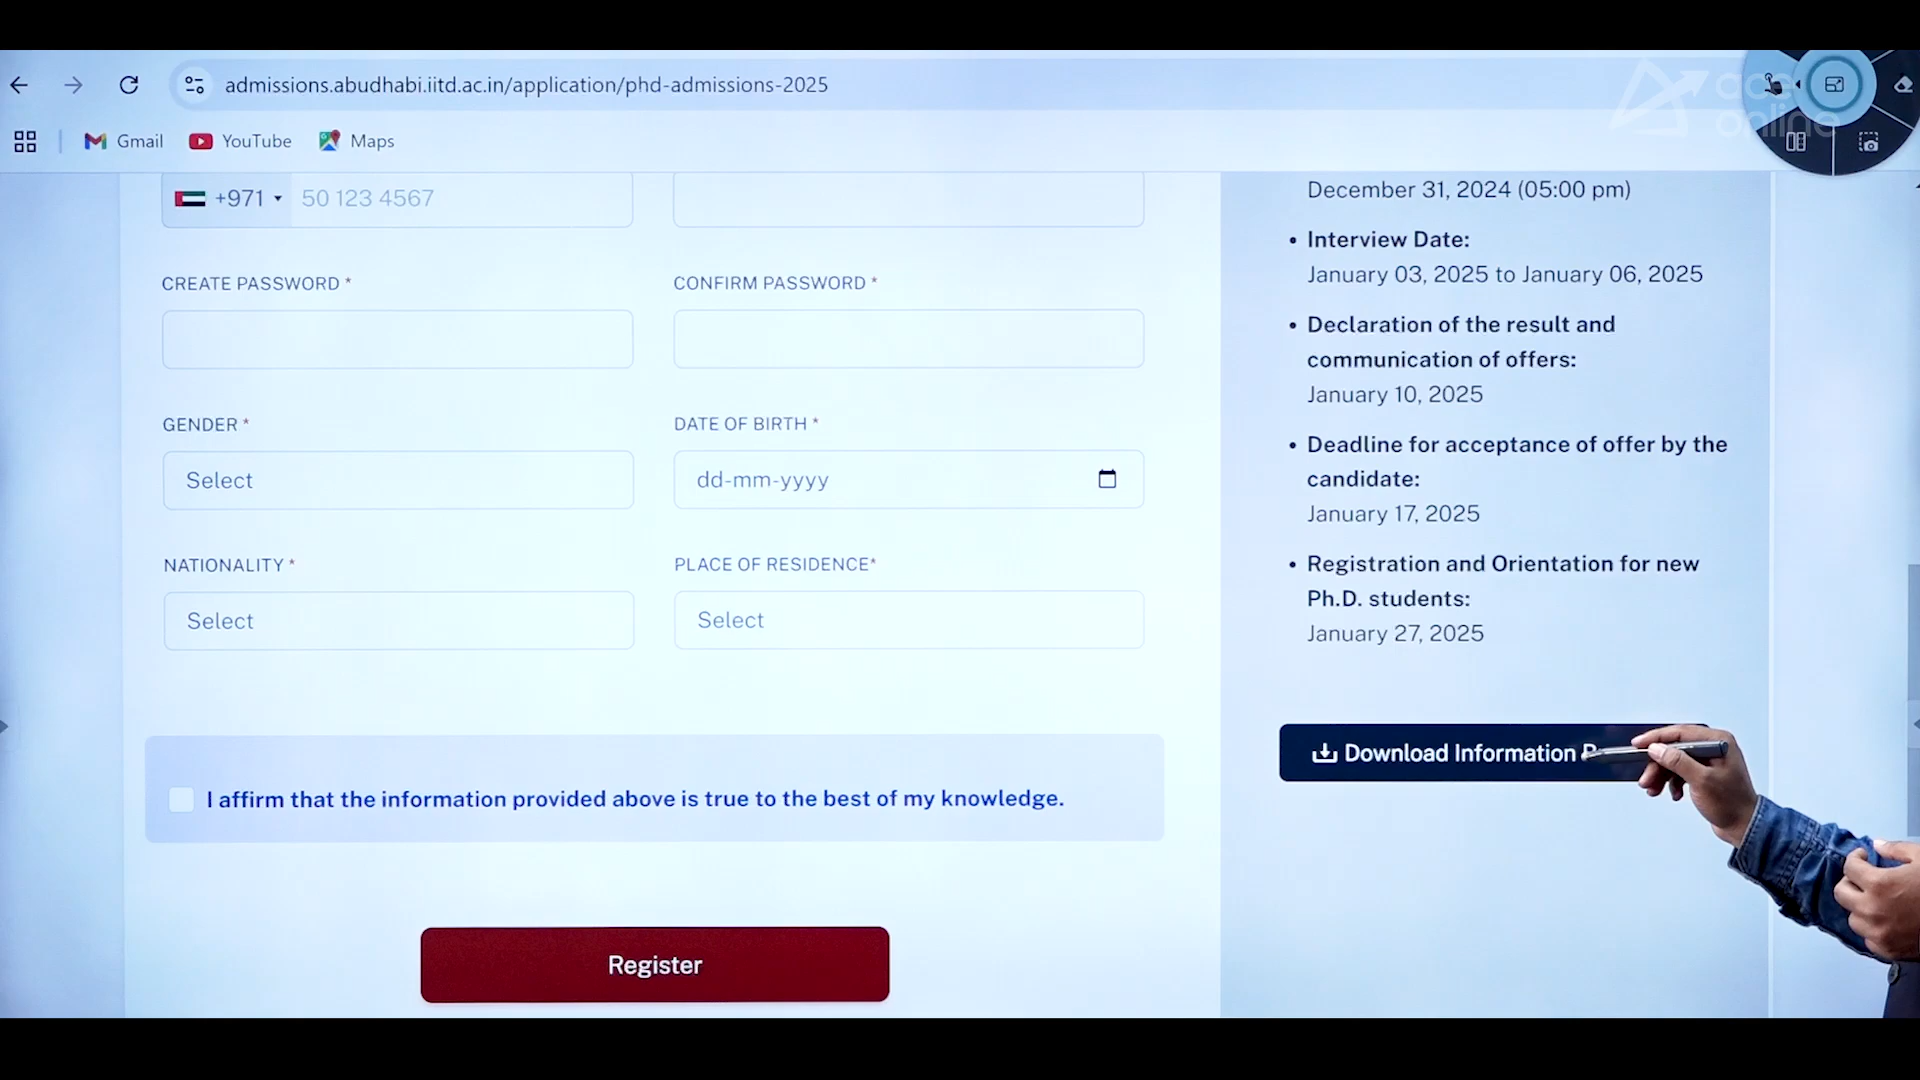 admissions.abudhabi.iitd.ac.in/application/phd-admissions-2025
Gmail
YouTube
Maps
ace
online
+971
50 123 4567
CREATE PASSWORD *
CONFIRM PASSWORD *
GENDER *
Select
DATE OF BIRTH *
dd-mm-yyyy
NATIONALITY *
Select
PLACE OF RESIDENCE*
Select
I affirm that the information provided above is true to the best of my knowledge.
Register
December 31, 2024 (05:00 pm)
• Interview Date:
January 03, 2025 to January 06, 2025
• Declaration of the result and
communication of offers:
January 10, 2025
• Deadline for acceptance of offer by the
candidate:
January 17, 2025
• Registration and Orientation for new
Ph.D. students:
January 27, 2025
Download Information